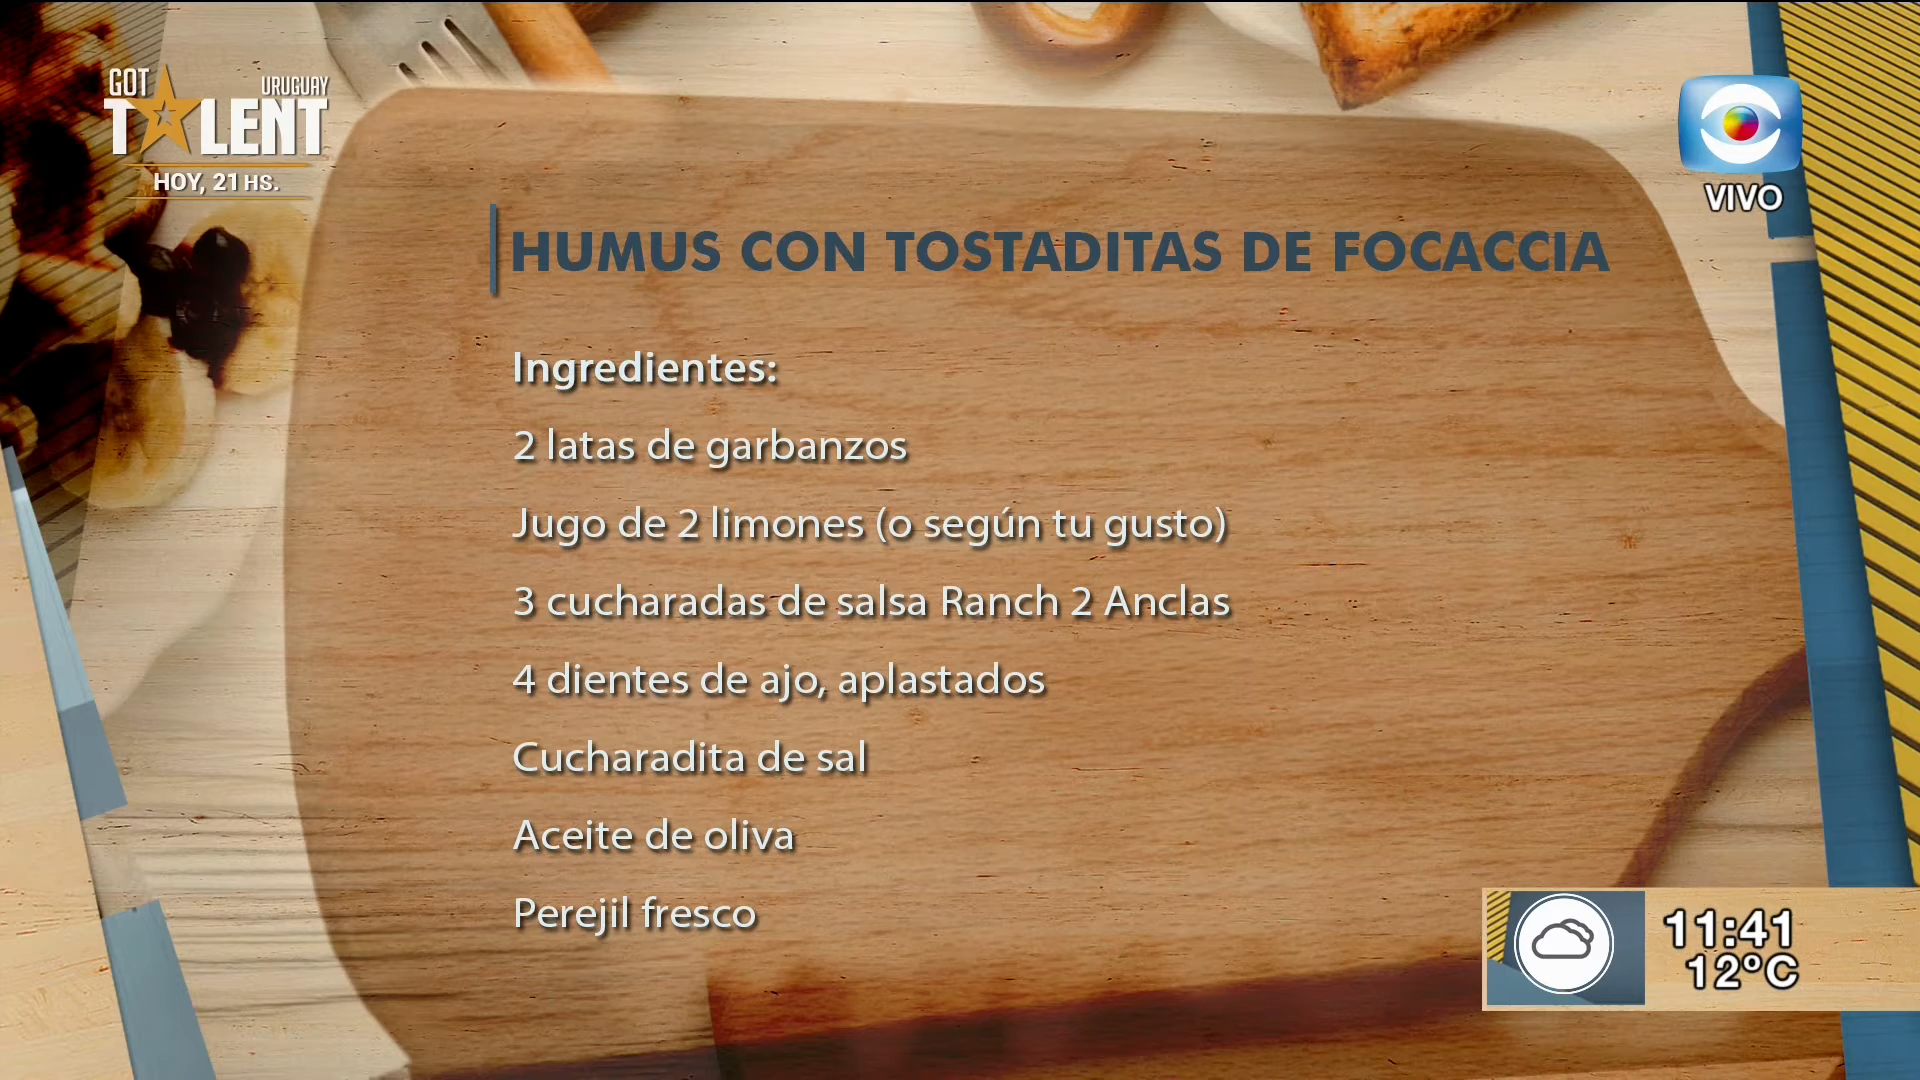 GOT URUGUAY
TALENT
HOY, 21 HS.
VIVO
HUMUS CON TOSTADITAS DE FOCACCIA
Ingredientes:
2 latas de garbanzos
Jugo de 2 limones (o según tu gusto)
3 cucharadas de salsa Ranch 2 Anclas
4 dientes de ajo, aplastados
Cucharadita de sal
Aceite de oliva
Perejil fresco
11:41
12°C